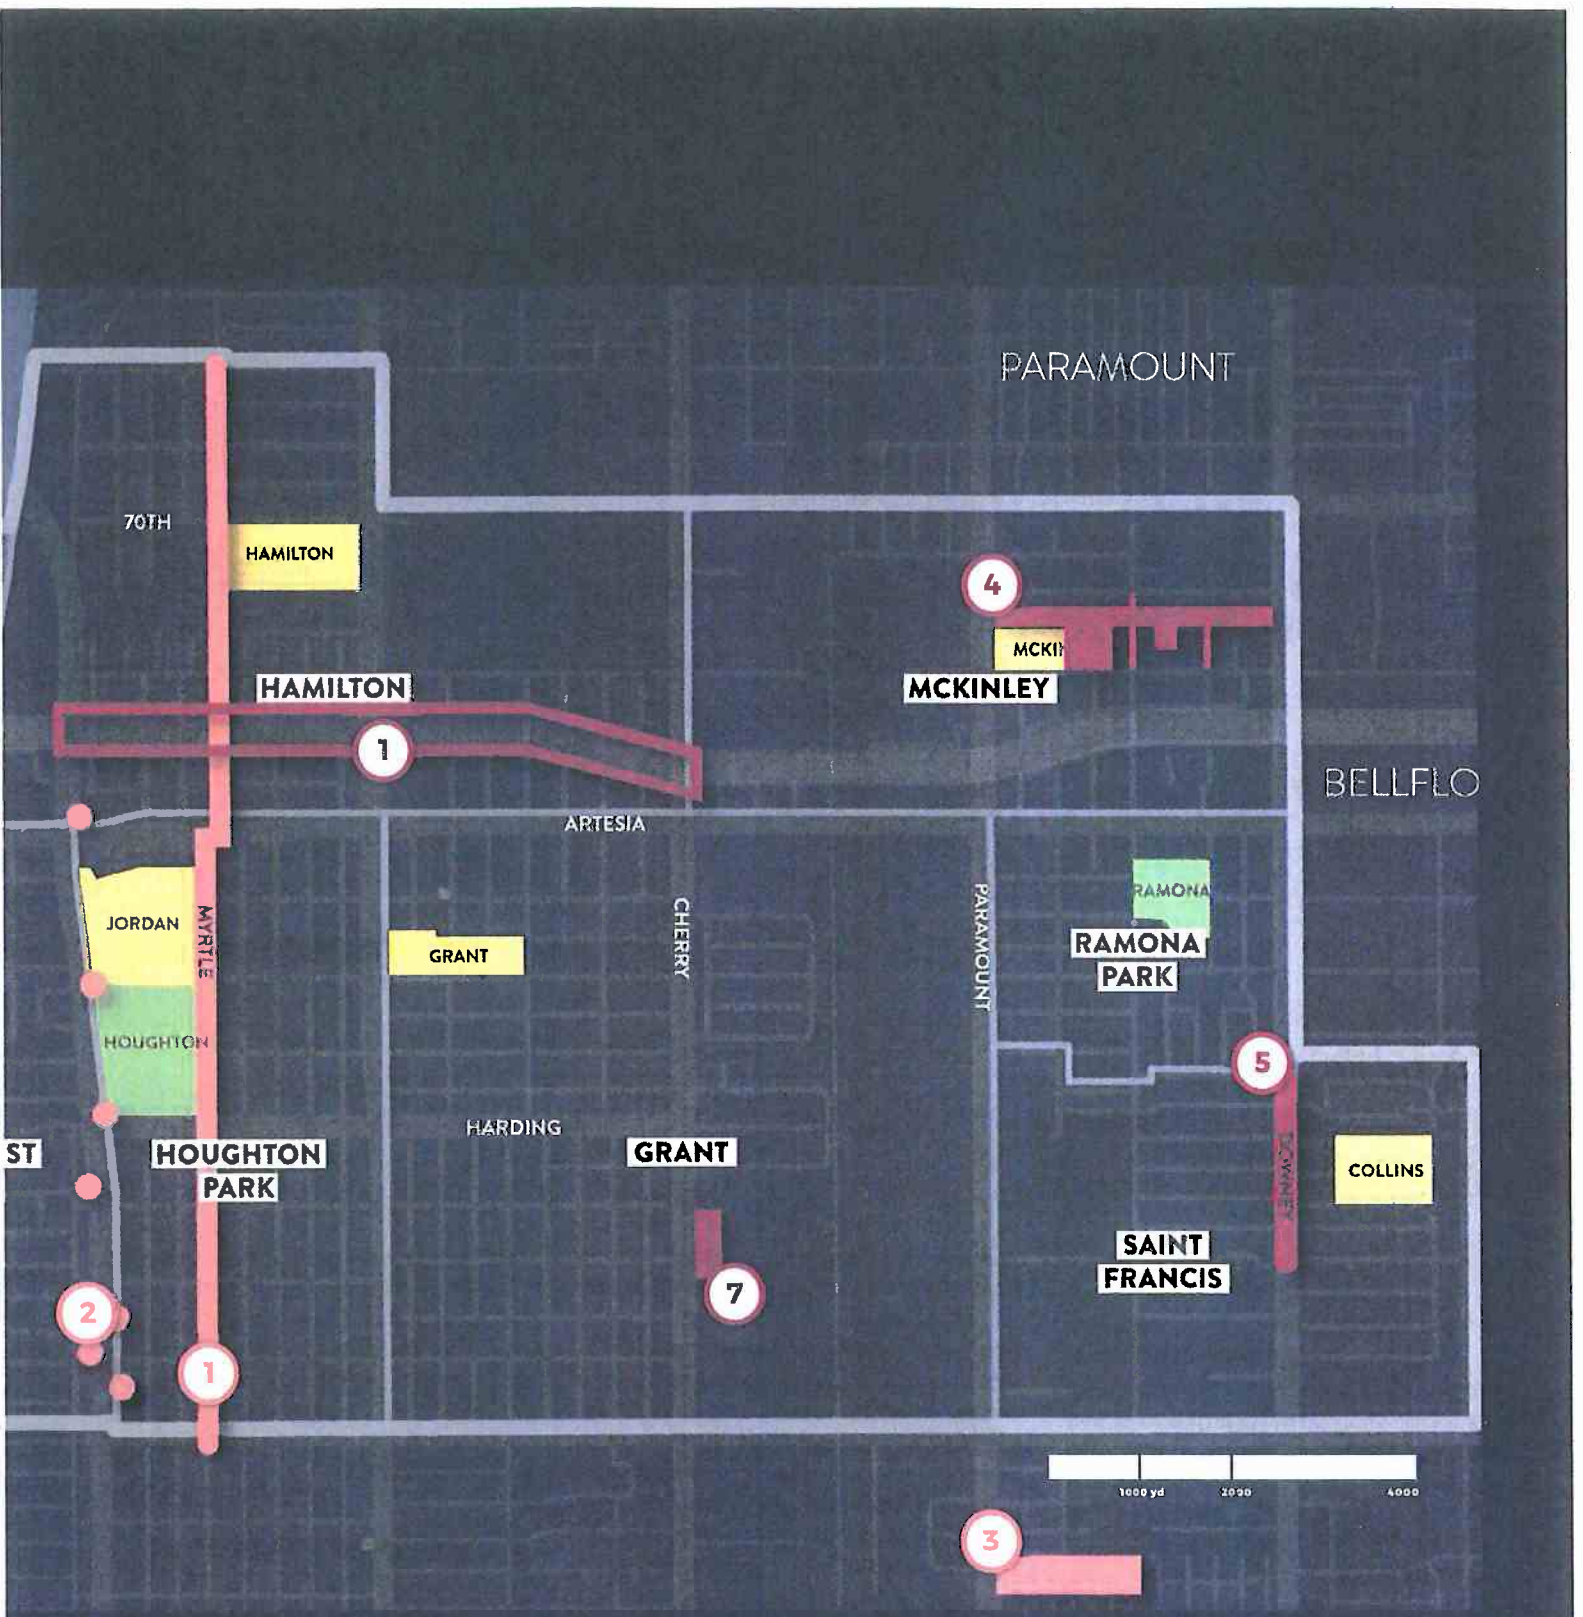 PARAMOUNT
70TH
HAMILTON
4
MCKIN
HAMILTON
MCKINLEY
1
BELLFLO
ARTESIA
RAMONA
JORDAN
MYRTLE
CHERRY
PARAMOUNT
GRANT
RAMONA
PARK
HOUGHTON
5
HARDING
ST
HOUGHTON
PARK
GRANT
DOWNEY
COLLINS
SAINT
FRANCIS
7
2
1
1000 yd
2000
4000
3